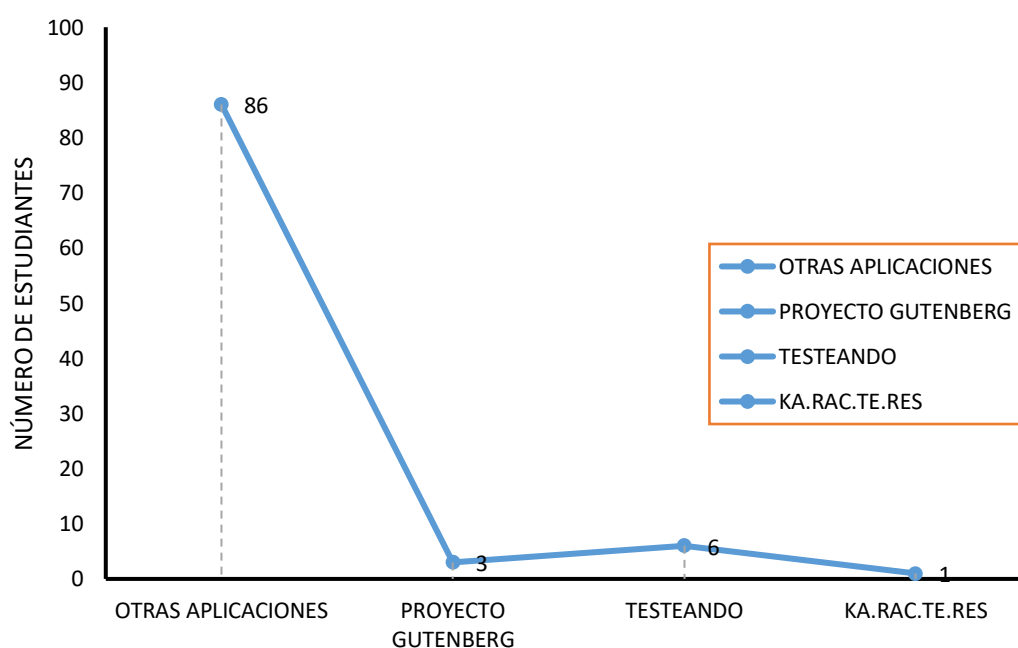 100
90
80
70
60
50
40
30
20
10
0
NÚMERO DE ESTUDIANTES
86
3
6
1
OTRAS APLICACIONES
PROYECTO
GUTENBERG
TESTEANDO
KA.RAC.TE.RES
OTRAS APLICACIONES
PROYECTO GUTENBERG
TESTEANDO
KA.RAC.TE.RES